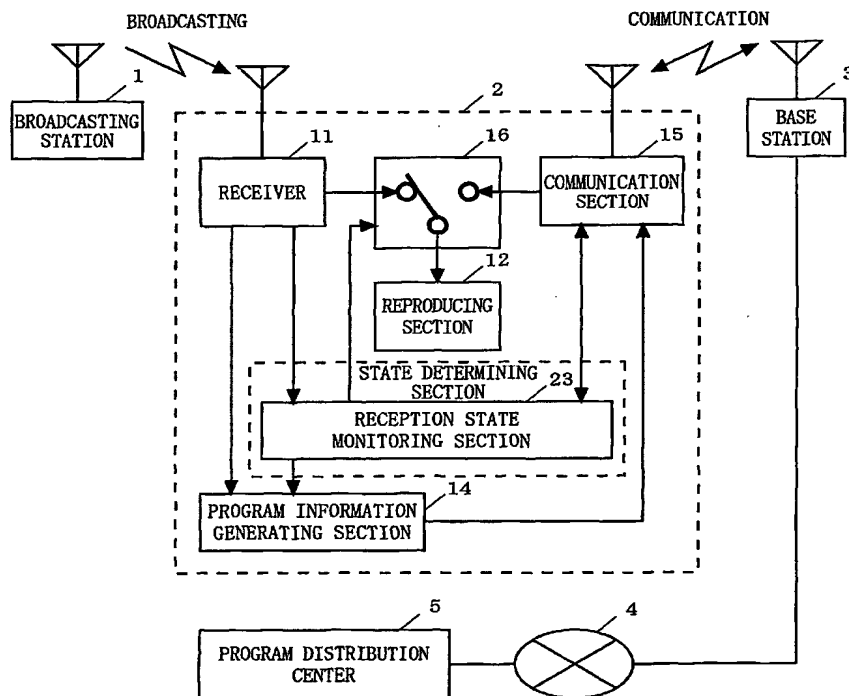 BROADCASTING
COMMUNICATION
1
2
3
BROADCASTING
STATION
11
16
15
BASE
STATION
RECEIVER
COMMUNICATION
SECTION
12
REPRODUCING
SECTION
STATE DETERMINING
SECTION
23
RECEPTION STATE
MONITORING SECTION
14
PROGRAM INFORMATION
GENERATING SECTION
5
4
PROGRAM DISTRIBUTION
CENTER